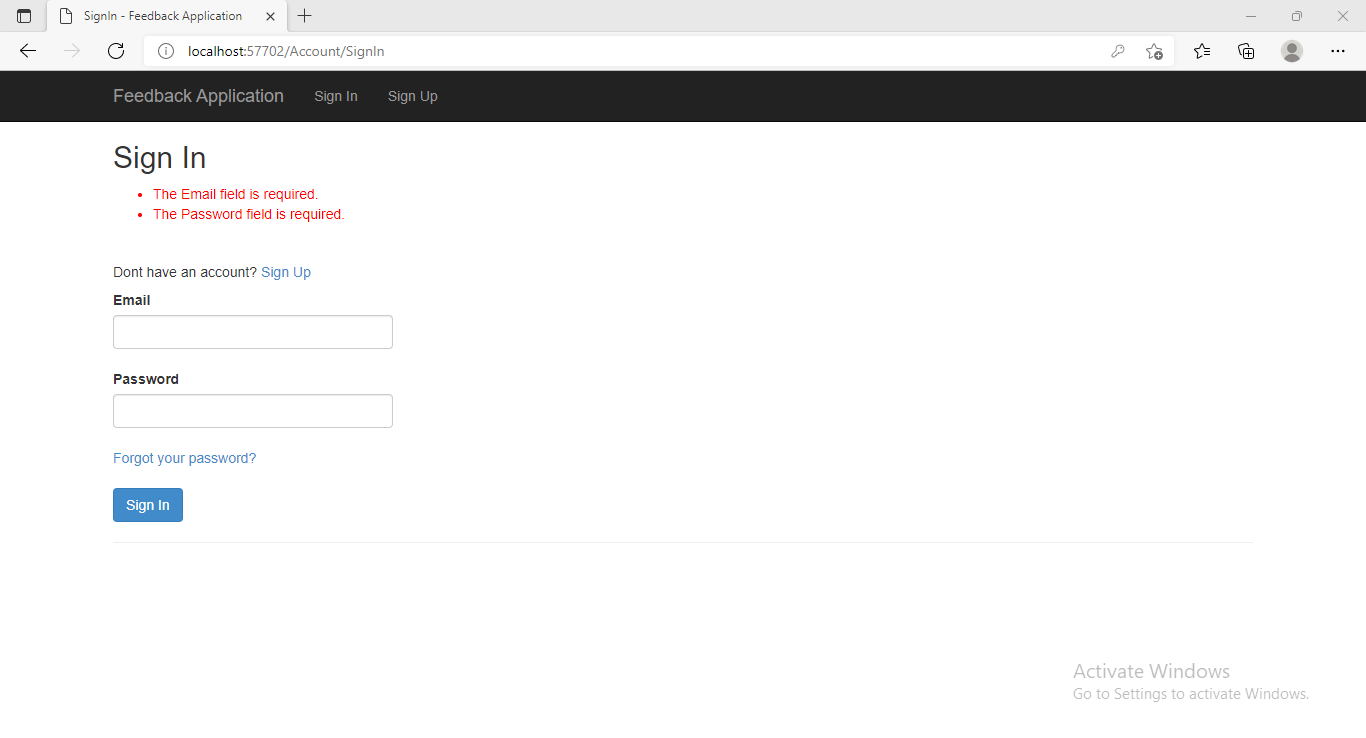 SignIn - Feedback Application
localhost:57702/Account/SignIn
Feedback Application Sign In Sign Up
Sign In
The Email field is required.
The Password field is required.
Dont have an account? Sign Up
Email
Password
Forgot your password?
Sign In
Activate Windows
Go to Settings to activate Windows.